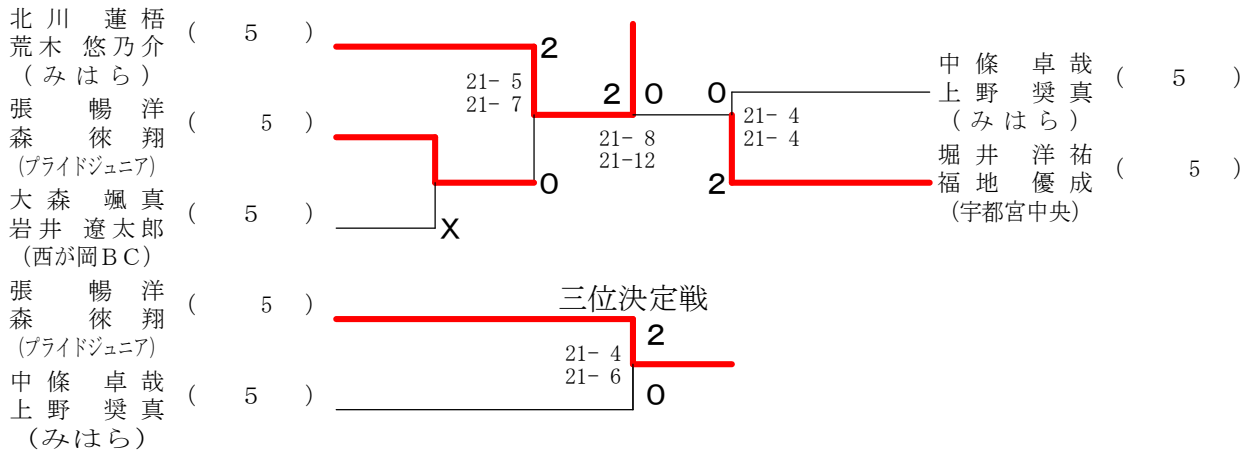 北川 蓮梧
荒木 悠乃介
(みはら)
( 5 )
張 暢洋
森 徠翔
(プライドジュニア)
( 5 )
大森 颯真
岩井 遼太郎
(西が岡BC)
( 5 )
2
21- 5
21- 7
0
X
2 0
21- 8
21-12
0
21- 4
21- 4
2
中條 卓哉
上野 奨真
(みはら)
( 5 )
堀井 洋祐
福地 優成
(宇都宮中央)
( 5 )
三位決定戦
張 暢洋
森 徠翔
(プライドジュニア)
( 5 )
中條 卓哉
上野 奨真
(みはら)
( 5 )
2
21- 4
21- 6
0